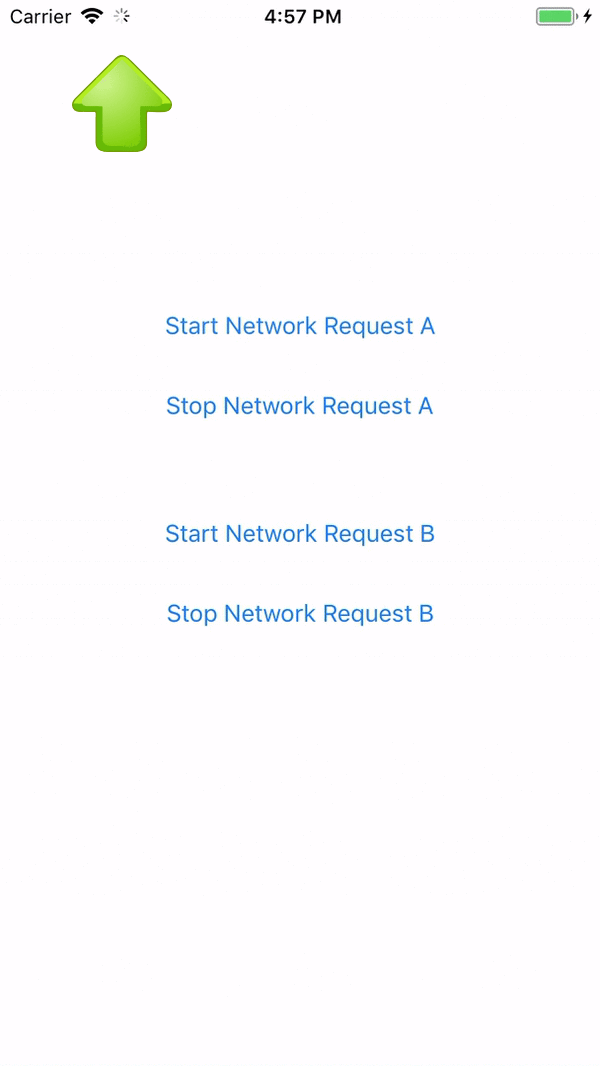 Carrier 4:57 PM
Start Network Request A
Stop Network Request A
Start Network Request B
Stop Network Request B